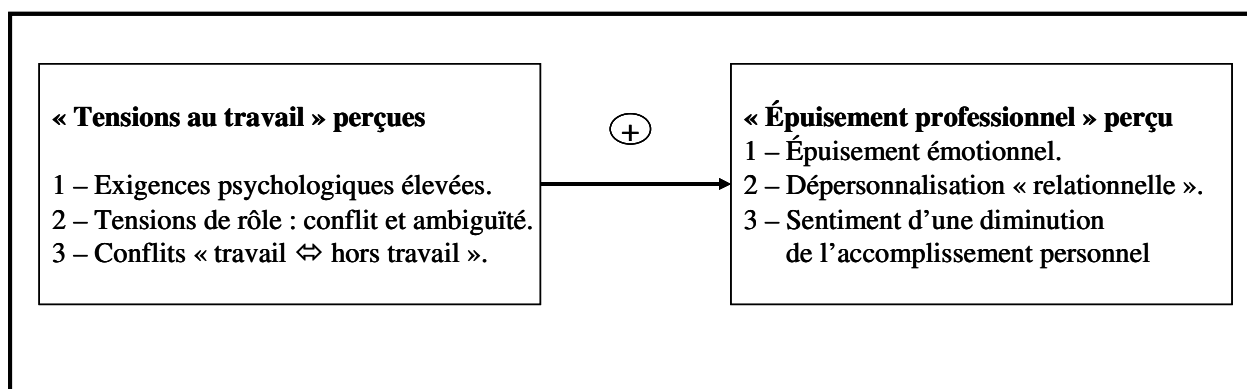 « Tensions au travail » perçues
1 – Exigences psychologiques élevées.
2 – Tensions de rôle : conflit et ambiguïté.
3 – Conflits « travail ⇔ hors travail ».
+
« Épuisement professionnel » perçu
1 – Épuisement émotionnel.
2 – Dépersonnalisation « relationnelle ».
3 – Sentiment d’une diminution
de l’accomplissement personnel